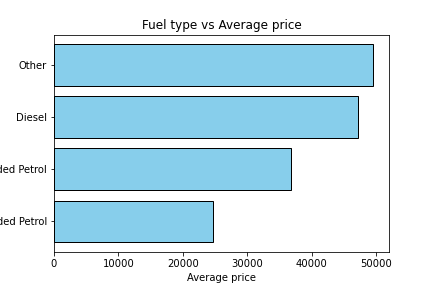 Fuel type vs Average price
Other
Diesel
ded Petrol
ded Petrol
0 10000 20000 30000 40000 50000
Average price